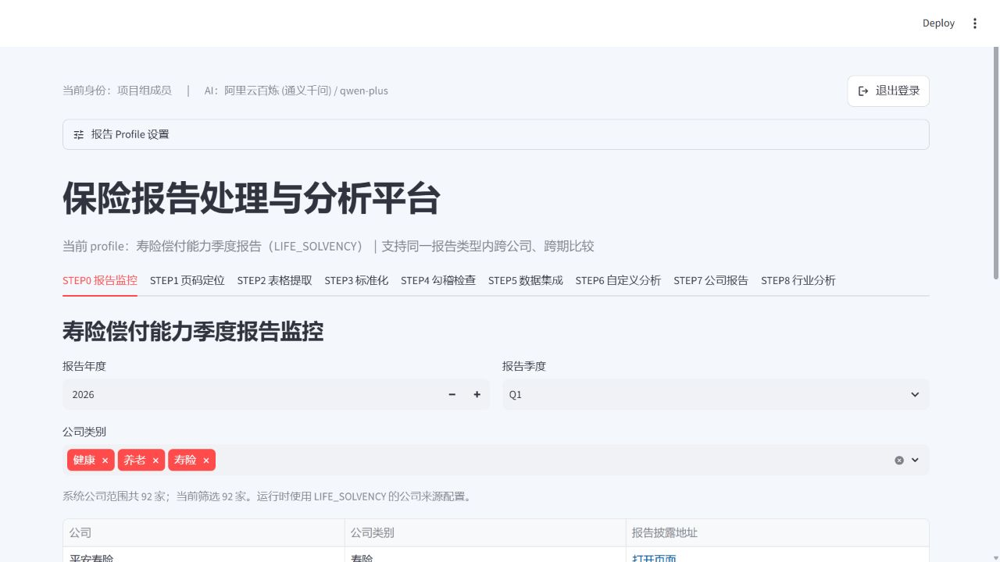 Deploy
当前身份：项目组成员 | AI：阿里云百炼 (通义千问) / qwen-plus
退出登录
报告 Profile 设置
保险报告处理与分析平台
当前 profile：寿险偿付能力季度报告（LIFE_SOLVENCY）｜支持同一报告类型内跨公司、跨期比较
STEP0 报告监控 STEP1 页码定位 STEP2 表格提取 STEP3 标准化 STEP4 勾稽检查 STEP5 数据集成 STEP6 自定义分析 STEP7 公司报告 STEP8 行业分析
寿险偿付能力季度报告监控
报告年度 报告季度
2026 Q1
公司类别
健康 养老 寿险
系统公司范围共 92 家；当前筛选 92 家。运行时使用 LIFE_SOLVENCY 的公司来源配置。
公司 公司类别 报告披露地址
平安寿险 寿险 打开页面